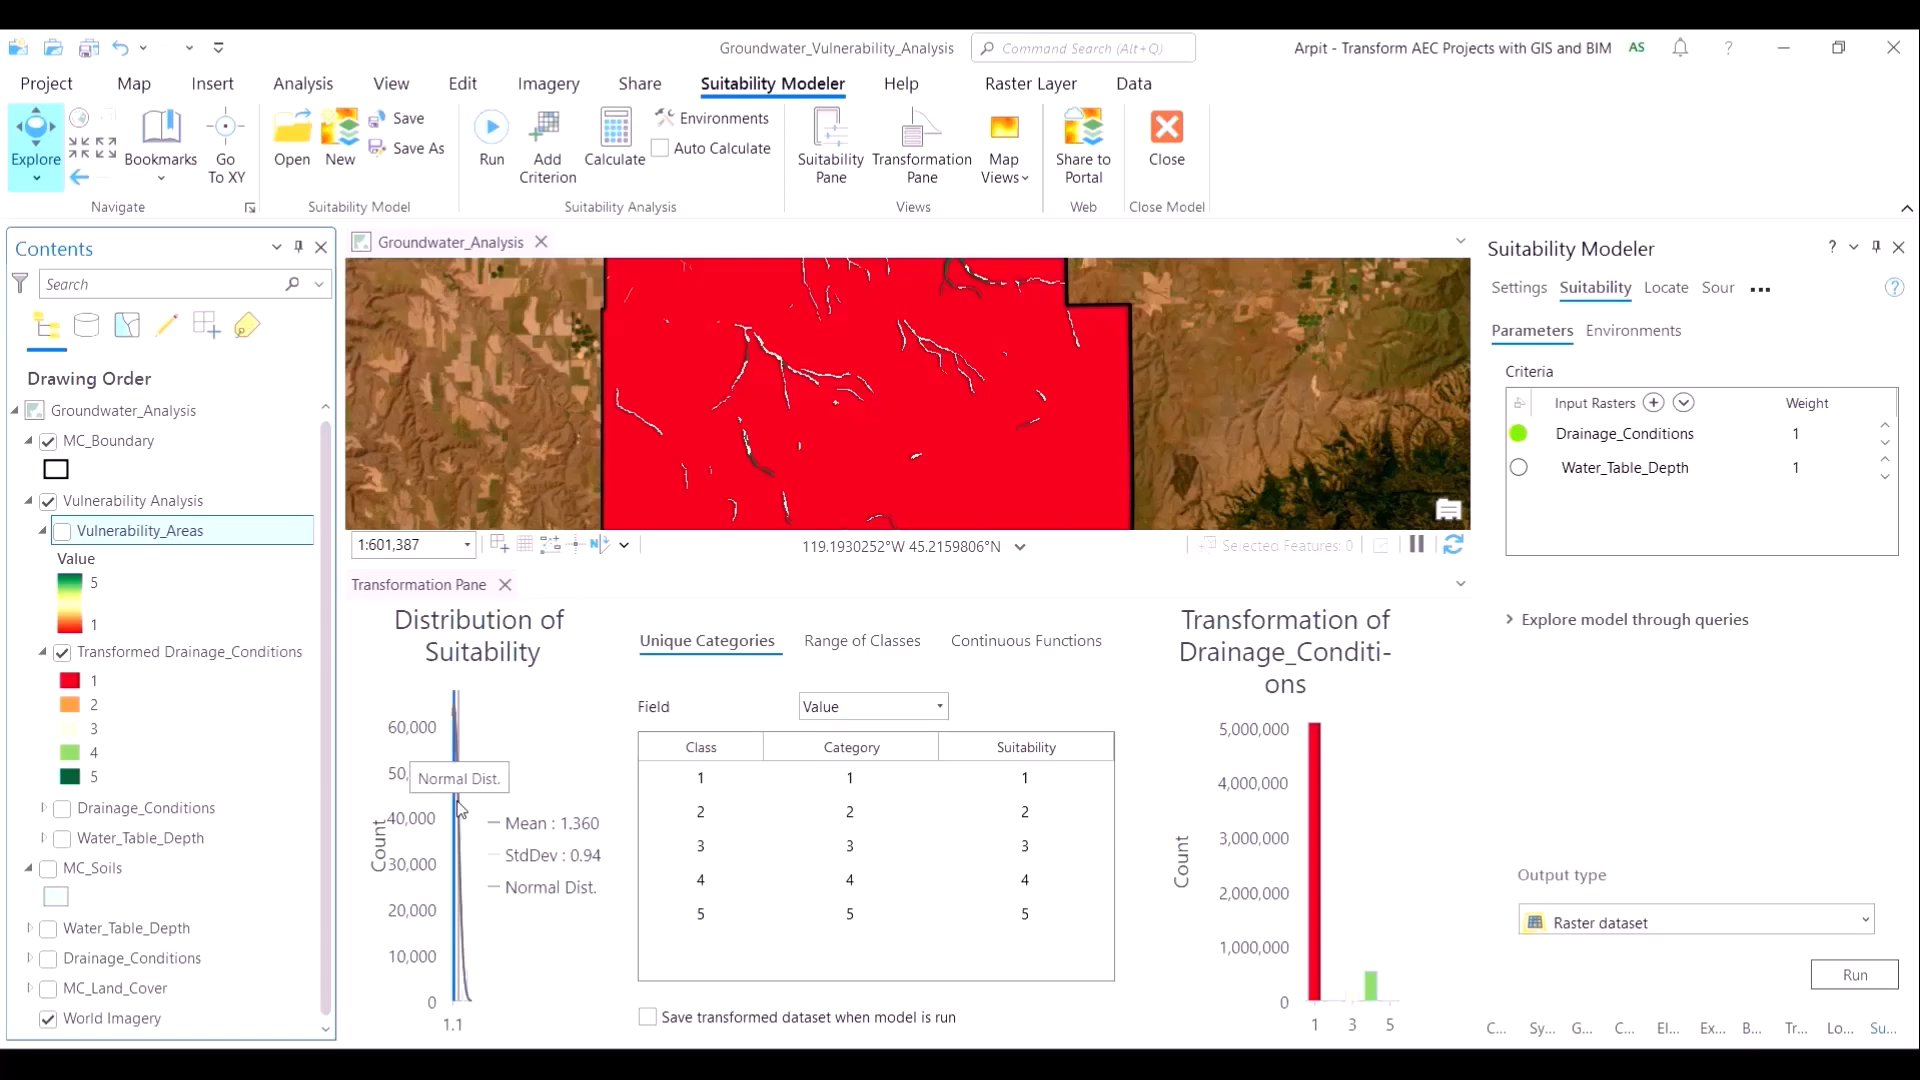 Groundwater_Vulnerability_Analysis
Command Search (Alt+Q)
Arpit - Transform AEC Projects with GIS and BIM
AS
?
Project
Map
Insert
Analysis
View
Edit
Imagery
Share
Suitability Modeler
Help
Raster Layer
Data
Explore
Bookmarks
Go To XY
Navigate
Open
New
Save
Save As
Suitability Model
Run
Add Criterion
Calculate
Environments
Auto Calculate
Suitability Analysis
Suitability Pane
Transformation Pane
Map Views
Views
Share to Portal
Web
Close
Close Model
Contents
Search
Drawing Order
Groundwater_Analysis
MC_Boundary
Vulnerability Analysis
Vulnerability_Areas
Value
5
1
Transformed Drainage_Conditions
1
2
3
4
5
Drainage_Conditions
Water_Table_Depth
MC_Soils
Water_Table_Depth
Drainage_Conditions
MC_Land_Cover
World Imagery
Groundwater_Analysis
1:601,387
119.1930252°W 45.2159806°N
Selected Features: 0
Transformation Pane
Distribution of
Suitability
60,000
50,
40,000
30,000
20,000
10,000
0
Count
1.1
Normal Dist.
Mean : 1.360
StdDev : 0.94
Normal Dist.
Unique Categories
Range of Classes
Continuous Functions
Field
Value
Class Category Suitability
1 1 1
2 2 2
3 3 3
4 4 4
5 5 5
Save transformed dataset when model is run
Transformation of
Drainage_Conditi-
ons
5,000,000
4,000,000
3,000,000
2,000,000
1,000,000
0
Count
1 3 5
Suitability Modeler
?
Settings
Suitability
Locate
Sour
...
?
Parameters
Environments
Criteria
Input Rasters
Weight
Drainage_Conditions 1
Water_Table_Depth 1
Explore model through queries
Output type
Raster dataset
Run
C... Sy... G... C... El... Ex... B... Tr... Lo... Su...